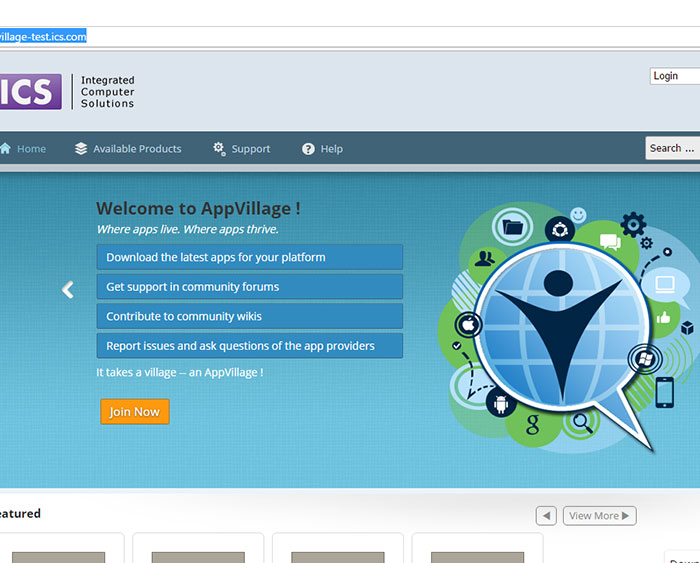 village-test.ics.com
ICS
Integrated
Computer
Solutions
Login
Home
Available Products
Support
Help
Search ...
Welcome to AppVillage !
Where apps live. Where apps thrive.
Download the latest apps for your platform
Get support in community forums
Contribute to community wikis
Report issues and ask questions of the app providers
It takes a village -- an AppVillage !
Join Now
g
eatured
View More